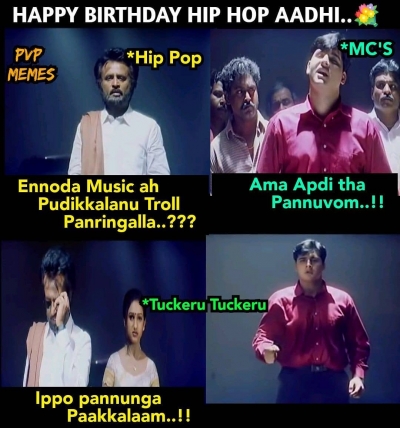 HAPPY BIRTHDAY HIP HOP AADHI..💐
PVP
MEMES
*Hip Pop
*MC'S
Ennoda Music ah
Pudikkalanu Troll
Panringalla..???
Ama Apdi tha
Pannuvom..!!
*Tuckeru Tuckeru
Ippo pannunga
Paakkalaam..!!